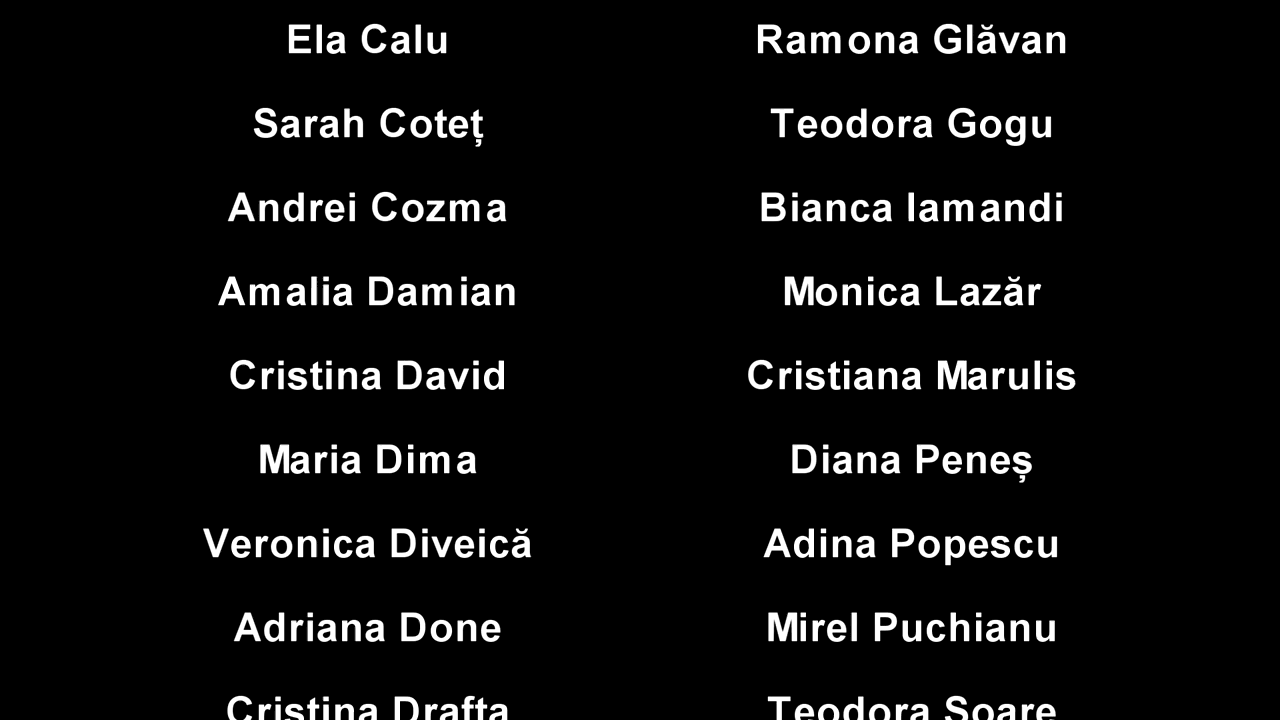 Ela Calu
Sarah Coteț
Andrei Cozma
Amalia Damian
Cristina David
Maria Dima
Veronica Diveică
Adriana Done
Cristina Drafta
Ramona Glăvan
Teodora Gogu
Bianca Iamandi
Monica Lazăr
Cristiana Marulis
Diana Peneș
Adina Popescu
Mirel Puchianu
Teodora Soare